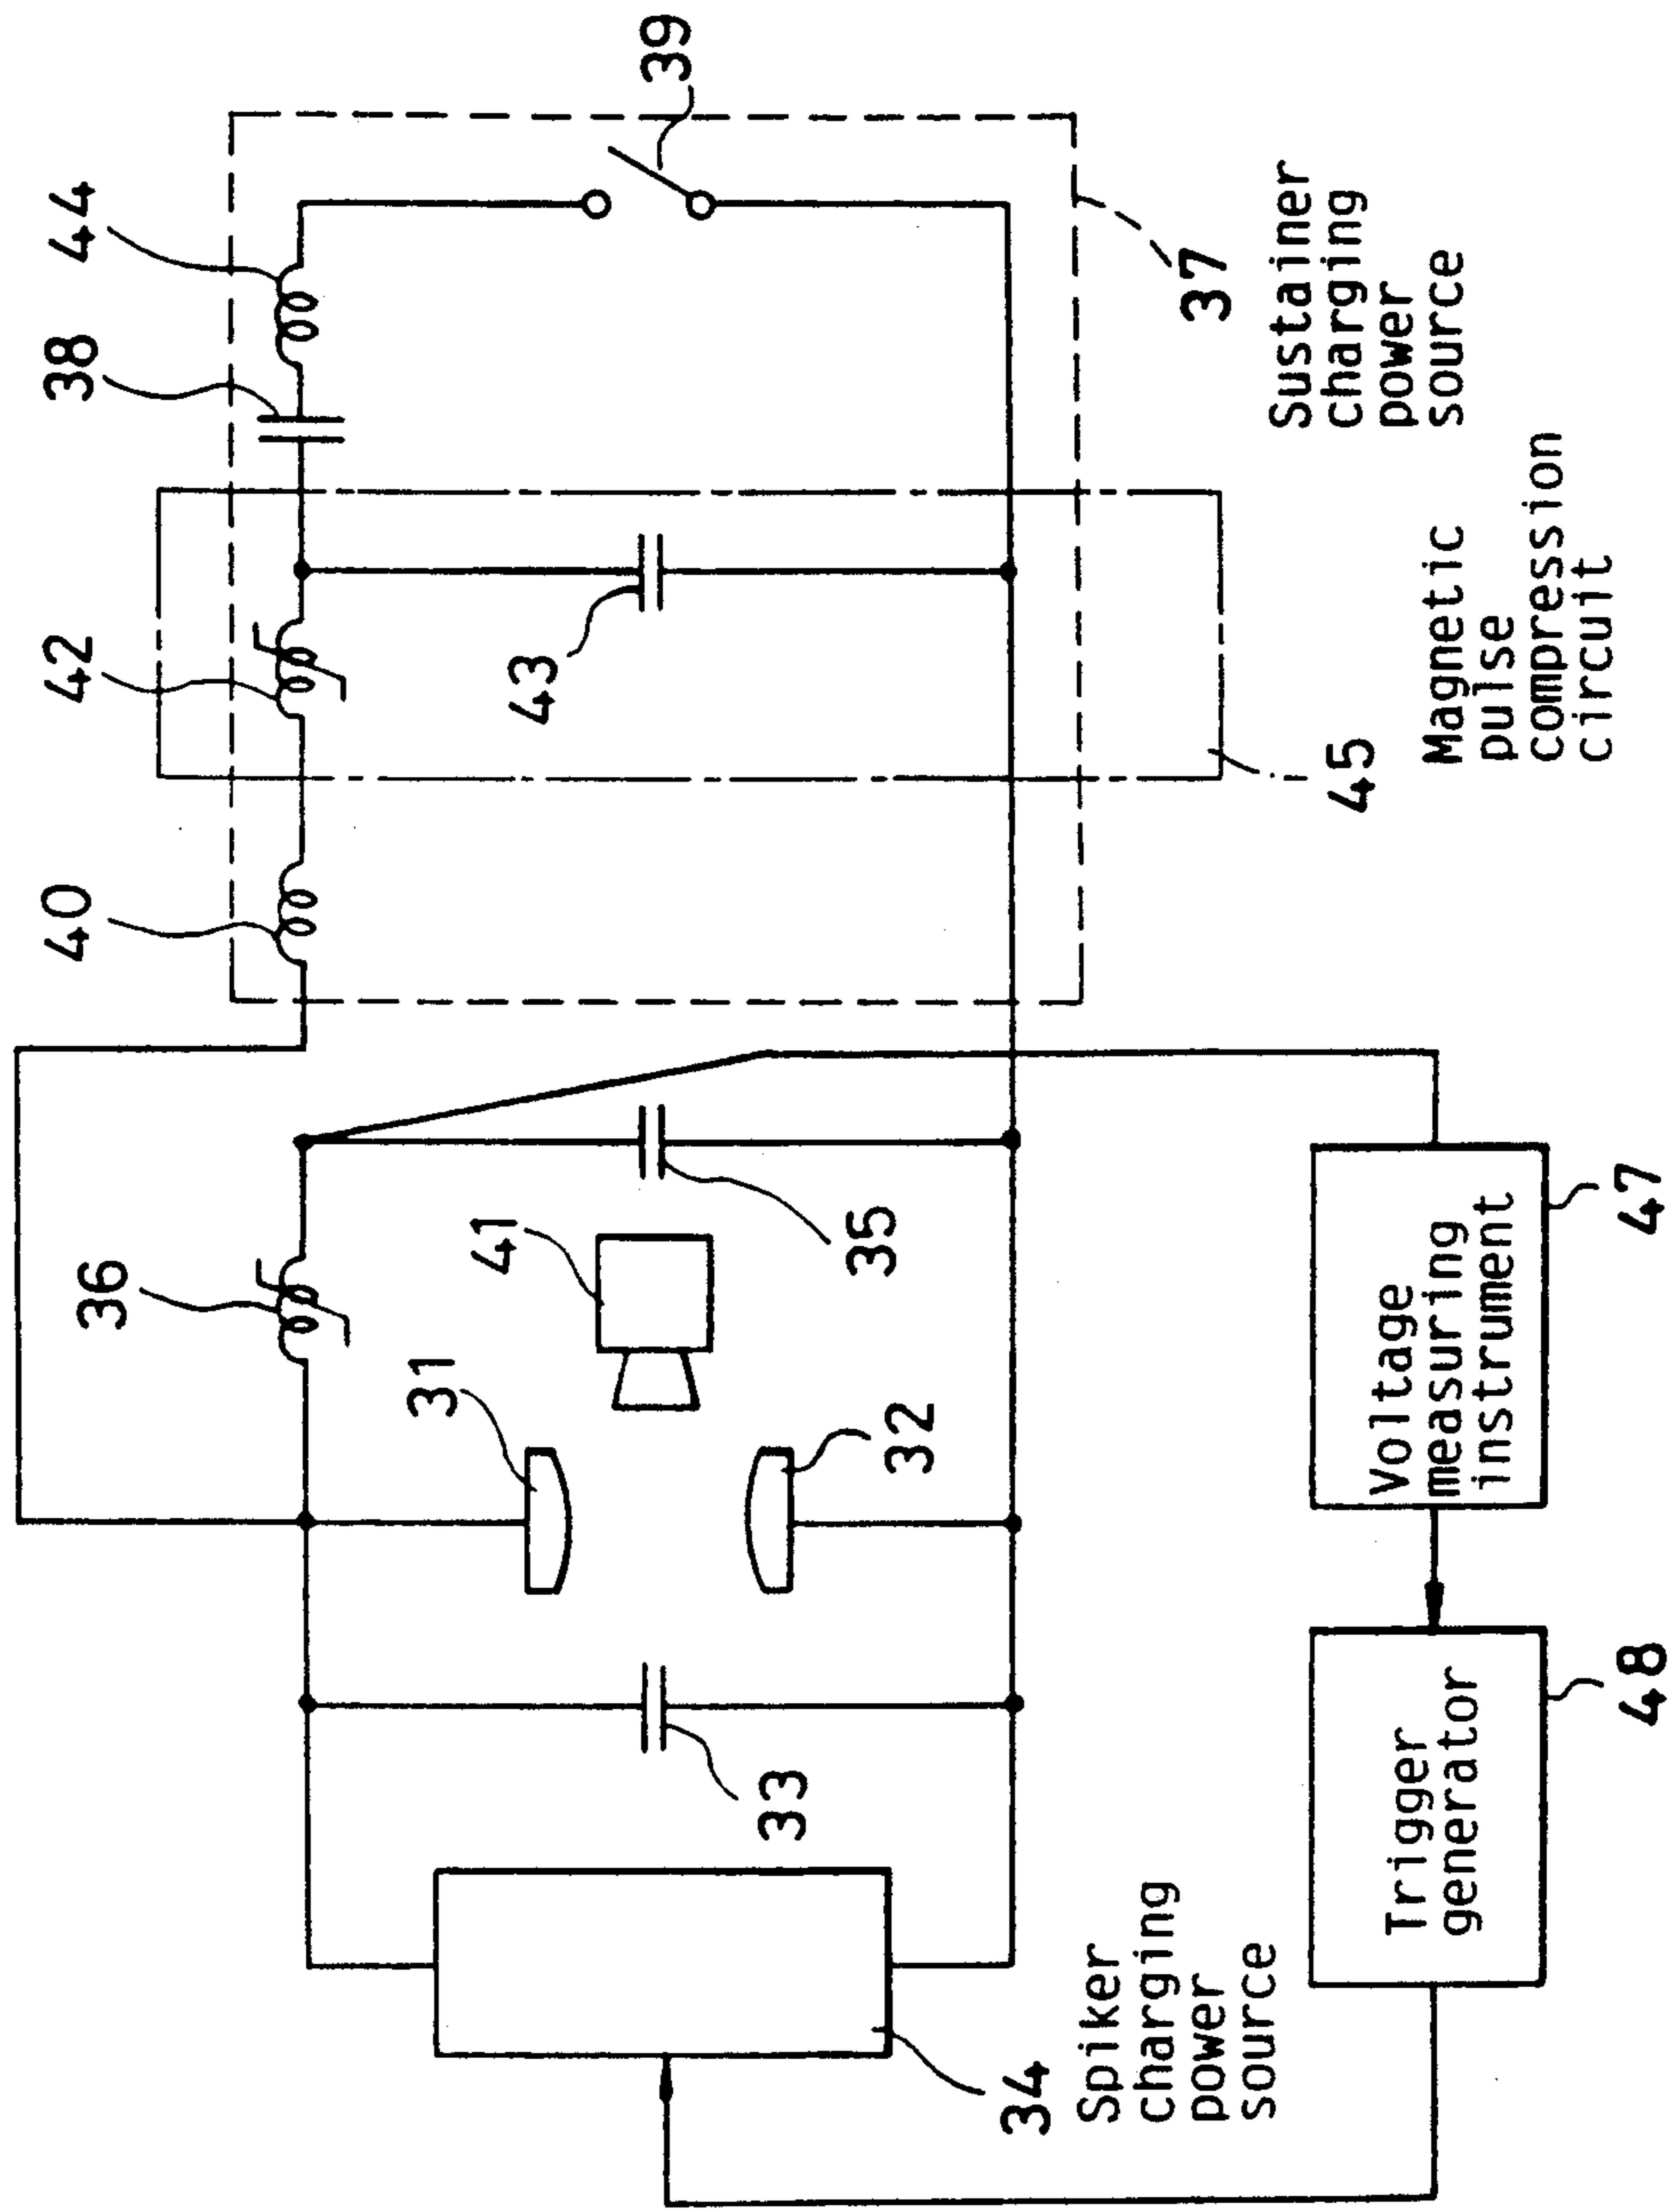 44
38
42
40
36
39
43
41
31
35
32
33
37
Sustainer
charging
power
source
45
Magnetic
pulse
compression
circuit
34
Spiker
charging
power
source
47
Voltage
measuring
instrument
48
Trigger
generator